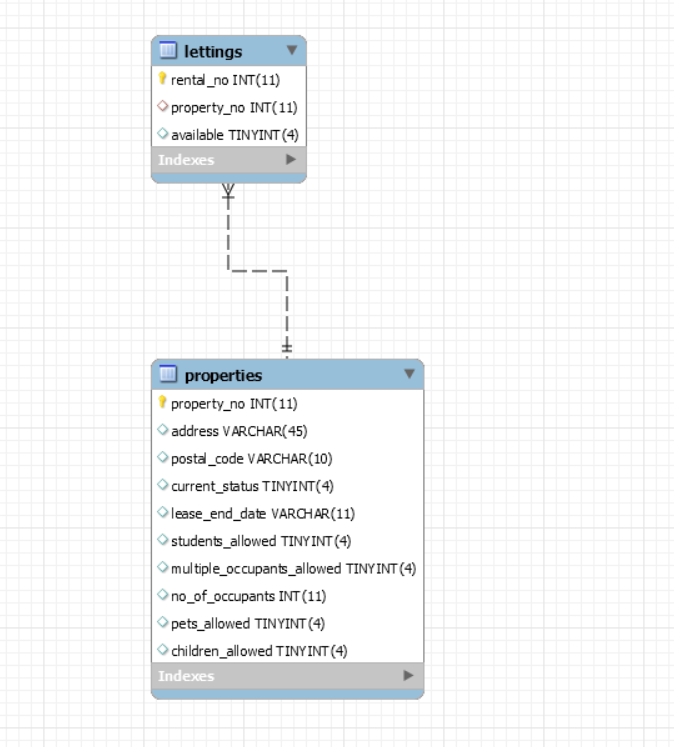 lettings
rental_no INT(11)
property_no INT(11)
available TINYINT(4)
Indexes
properties
property_no INT(11)
address VARCHAR(45)
postal_code VARCHAR(10)
current_status TINYINT(4)
lease_end_date VARCHAR(11)
students_allowed TINYINT(4)
multiple_occupants_allowed TINYINT(4)
no_of_occupants INT(11)
pets_allowed TINYINT(4)
children_allowed TINYINT(4)
Indexes